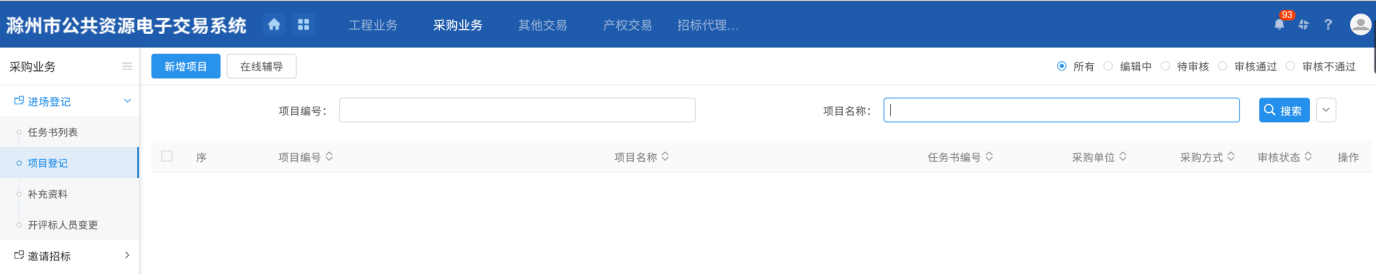 滁州市公共资源电子交易系统 工程业务 采购业务 其他交易 产权交易 招标代理... 93 ?
采购业务 新增项目 在线辅导 所有 编辑中 待审核 审核通过 审核不通过
进场登记
项目编号： 项目名称： 搜索
任务书列表
序 项目编号 项目名称 任务书编号 采购单位 采购方式 审核状态 操作
项目登记
补充资料
开评标人员变更
邀请招标